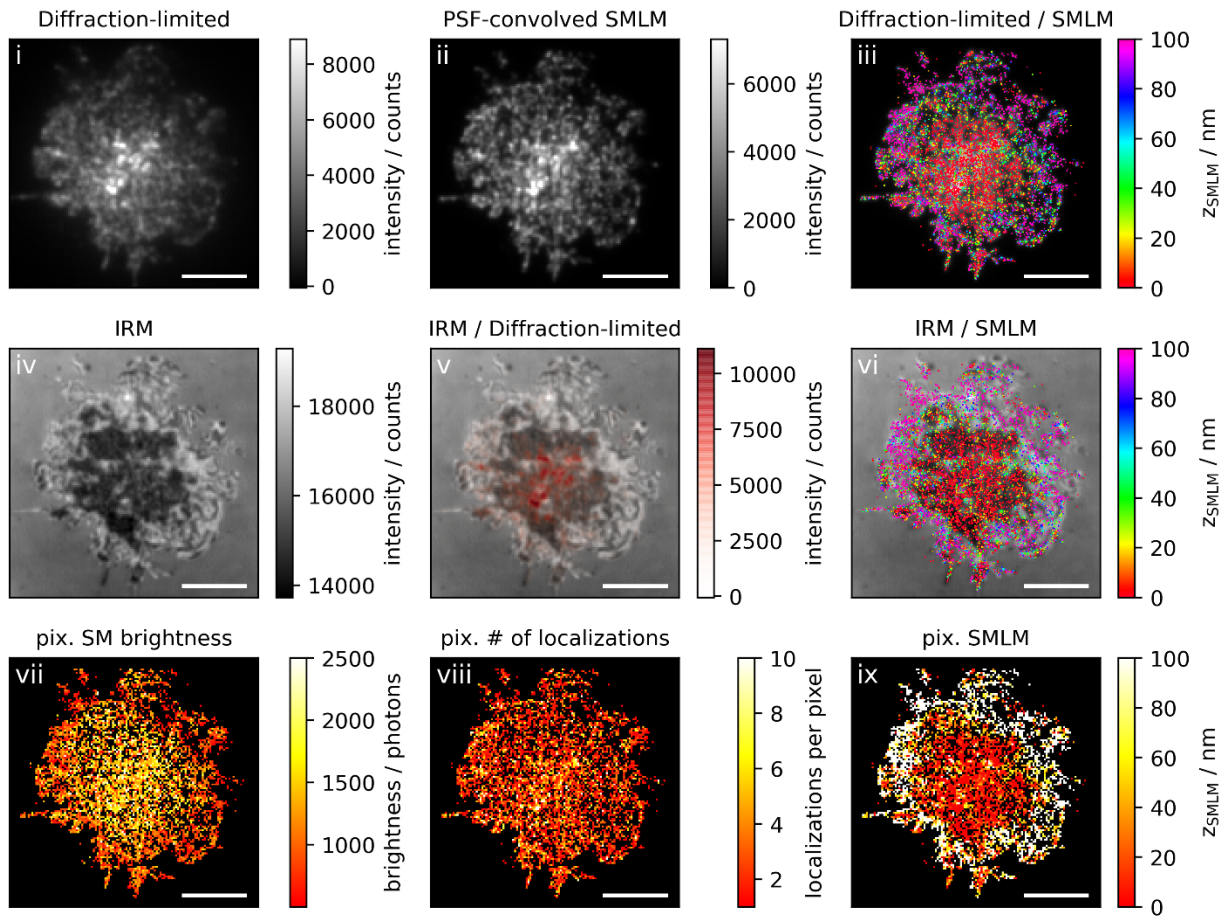 Diffraction-limited
PSF-convolved SMLM
Diffraction-limited / SMLM
i
8000
6000
4000
2000
0
intensity / counts
ii
6000
4000
2000
0
intensity / counts
iii
100
80
60
40
20
0
zSMLM / nm
IRM
IRM / Diffraction-limited
IRM / SMLM
iv
18000
16000
14000
intensity / counts
v
10000
7500
5000
2500
0
intensity / counts
vi
100
80
60
40
20
0
zSMLM / nm
pix. SM brightness
pix. # of localizations
pix. SMLM
vii
2500
2000
1500
1000
brightness / photons
viii
10
8
6
4
2
localizations per pixel
ix
100
80
60
40
20
0
zSMLM / nm